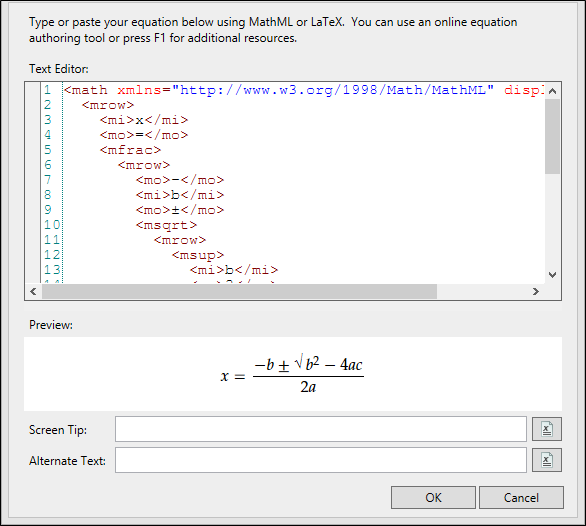 Type or paste your equation below using MathML or LaTeX. You can use an online equation
authoring tool or press F1 for additional resources.
Text Editor:
1 <math xmlns="http://www.w3.org/1998/Math/MathML" displ
2 <mrow>
3 <mi>x</mi>
4 <mo>=</mo>
5 <mfrac>
6 <mrow>
7 <mo>-</mo>
8 <mi>b</mi>
9 <mo>±</mo>
10 <msqrt>
11 <mrow>
12 <msup>
13 <mi>b</mi>
Preview:
x = −b ± √b² − 4ac
2a
Screen Tip:
Alternate Text:
OK Cancel